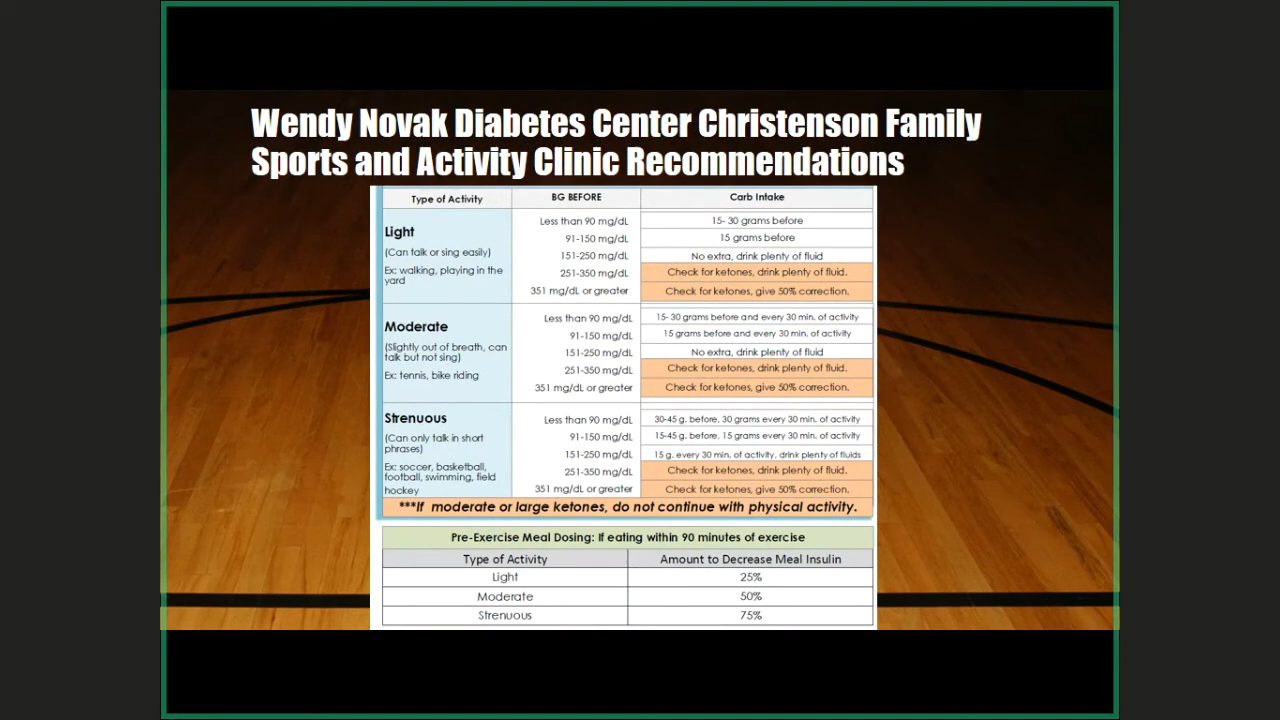 Wendy Novak Diabetes Center Christenson Family
Sports and Activity Clinic Recommendations
Type of Activity BG BEFORE Carb Intake
Light
(Can talk or sing easily)
Ex: walking, playing in the
yard
Less than 90 mg/dL 15- 30 grams before
91-150 mg/dL 15 grams before
151-250 mg/dL No extra, drink plenty of fluid
251-350 mg/dL Check for ketones, drink plenty of fluid.
351 mg/dL or greater Check for ketones, give 50% correction.
Moderate
(Slightly out of breath, can
talk but not sing)
Ex: tennis, bike riding
Less than 90 mg/dL 15- 30 grams before and every 30 min. of activity
91-150 mg/dL 15 grams before and every 30 min. of activity
151-250 mg/dL No extra, drink plenty of fluid
251-350 mg/dL Check for ketones, drink plenty of fluid.
351 mg/dL or greater Check for ketones, give 50% correction.
Strenuous
(Can only talk in short
phrases)
Ex: soccer, basketball,
football, swimming, field
hockey
Less than 90 mg/dL 30-45 g. before, 30 grams every 30 min. of activity
91-150 mg/dL 15-45 g. before, 15 grams every 30 min. of activity
151-250 mg/dL 15 g. every 30 min. of activity, drink plenty of fluids
251-350 mg/dL Check for ketones, drink plenty of fluid.
351 mg/dL or greater Check for ketones, give 50% correction.
***If moderate or large ketones, do not continue with physical activity.
Pre-Exercise Meal Dosing: If eating within 90 minutes of exercise
Type of Activity Amount to Decrease Meal Insulin
Light 25%
Moderate 50%
Strenuous 75%